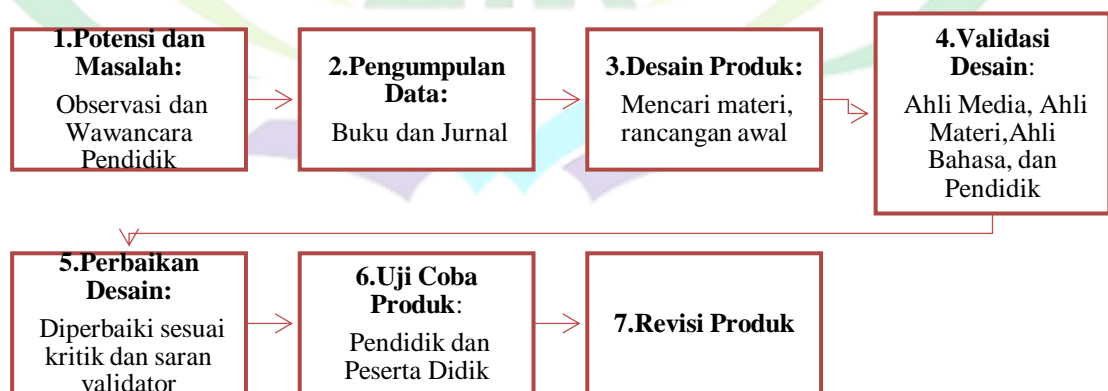 1.Potensi dan
Masalah:
Observasi dan
Wawancara
Pendidik
2.Pengumpulan
Data:
Buku dan Jurnal
3.Desain Produk:
Mencari materi,
rancangan awal
4.Validasi
Desain:
Ahli Media, Ahli
Materi,Ahli
Bahasa, dan
Pendidik
5.Perbaikan
Desain:
Diperbaiki sesuai
kritik dan saran
validator
6.Uji Coba
Produk:
Pendidik dan
Peserta Didik
7.Revisi Produk